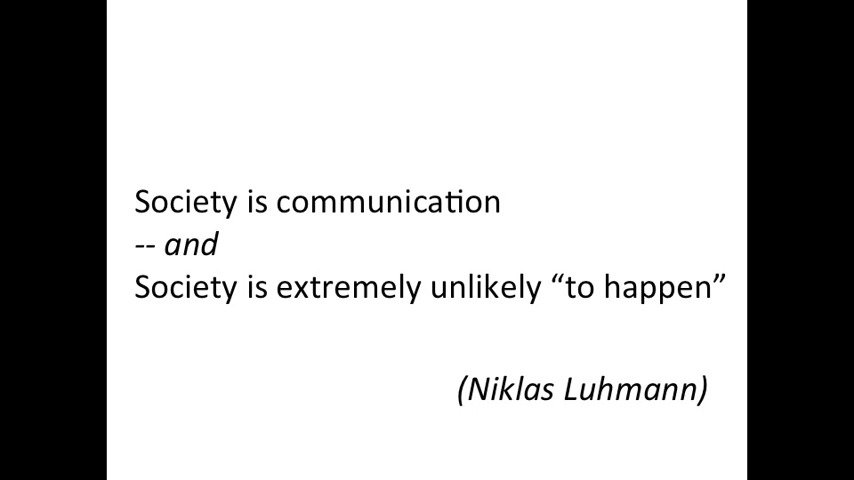 Society is communication
-- and
Society is extremely unlikely “to happen”
(Niklas Luhmann)